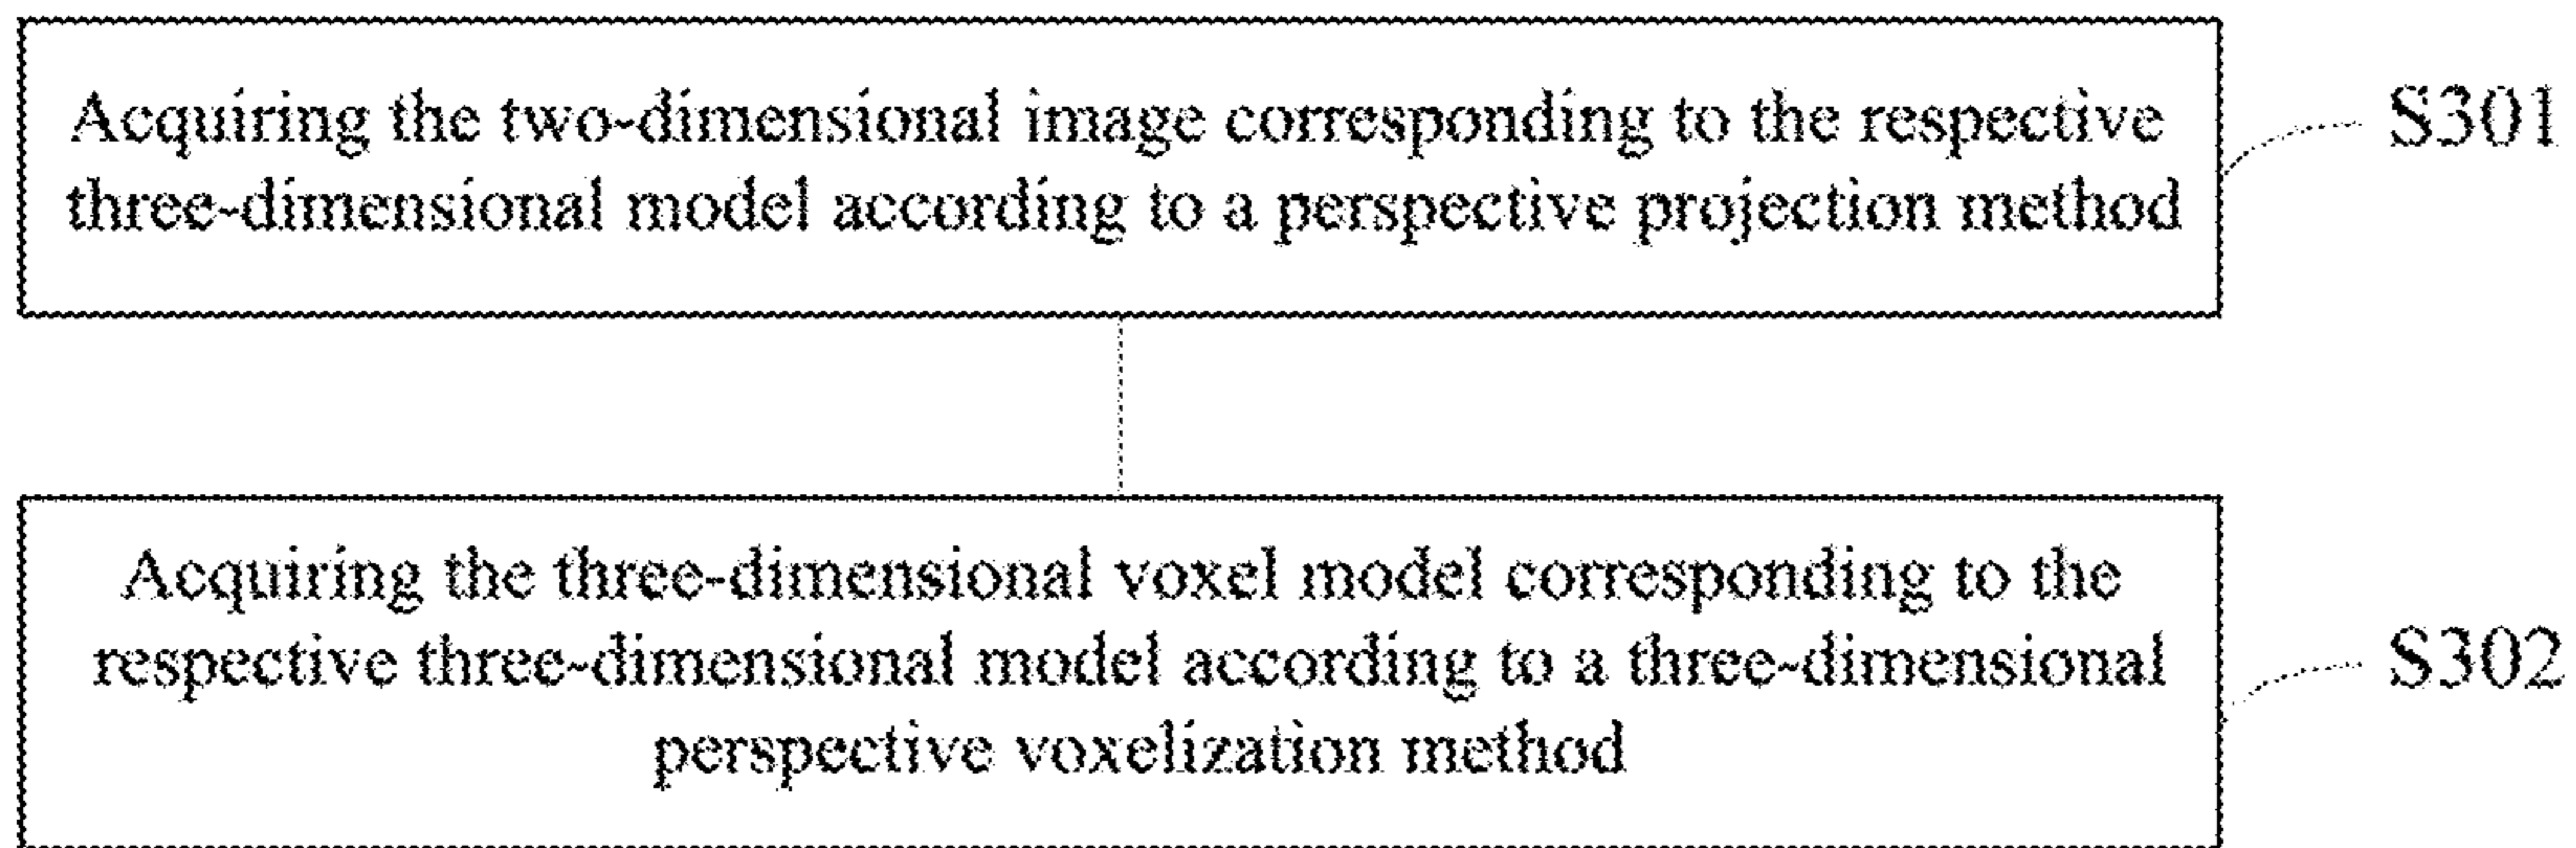 Acquiring the two-dimensional image corresponding to the respective
three-dimensional model according to a perspective projection method
S301
Acquiring the three-dimensional voxel model corresponding to the
respective three-dimensional model according to a three-dimensional
perspective voxelization method
S302